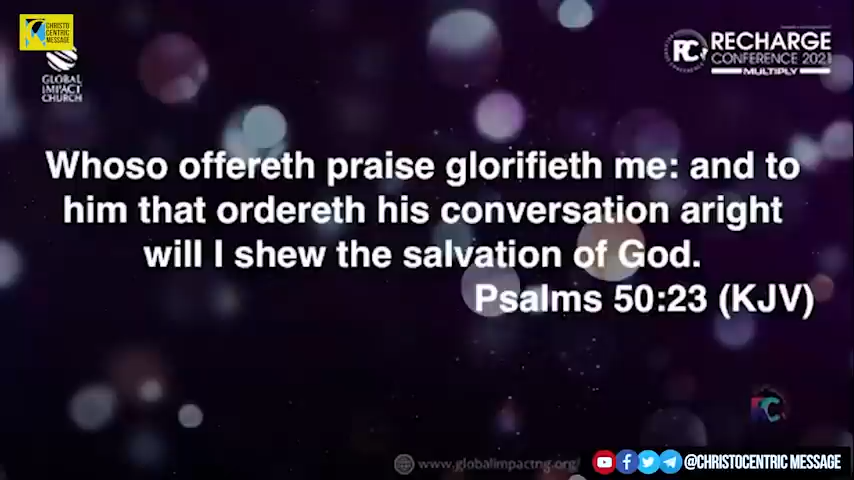 CHRISTO
CENTRIC
MESSAGE
GLOBAL
IMPACT
CHURCH
RC
RECHARGE
CONFERENCE 2021
MULTIPLY
Whoso offereth praise glorifieth me: and to
him that ordereth his conversation aright
will I shew the salvation of God.
Psalms 50:23 (KJV)
RC
www.globalimpactng.org/
@CHRISTOCENTRIC MESSAGE